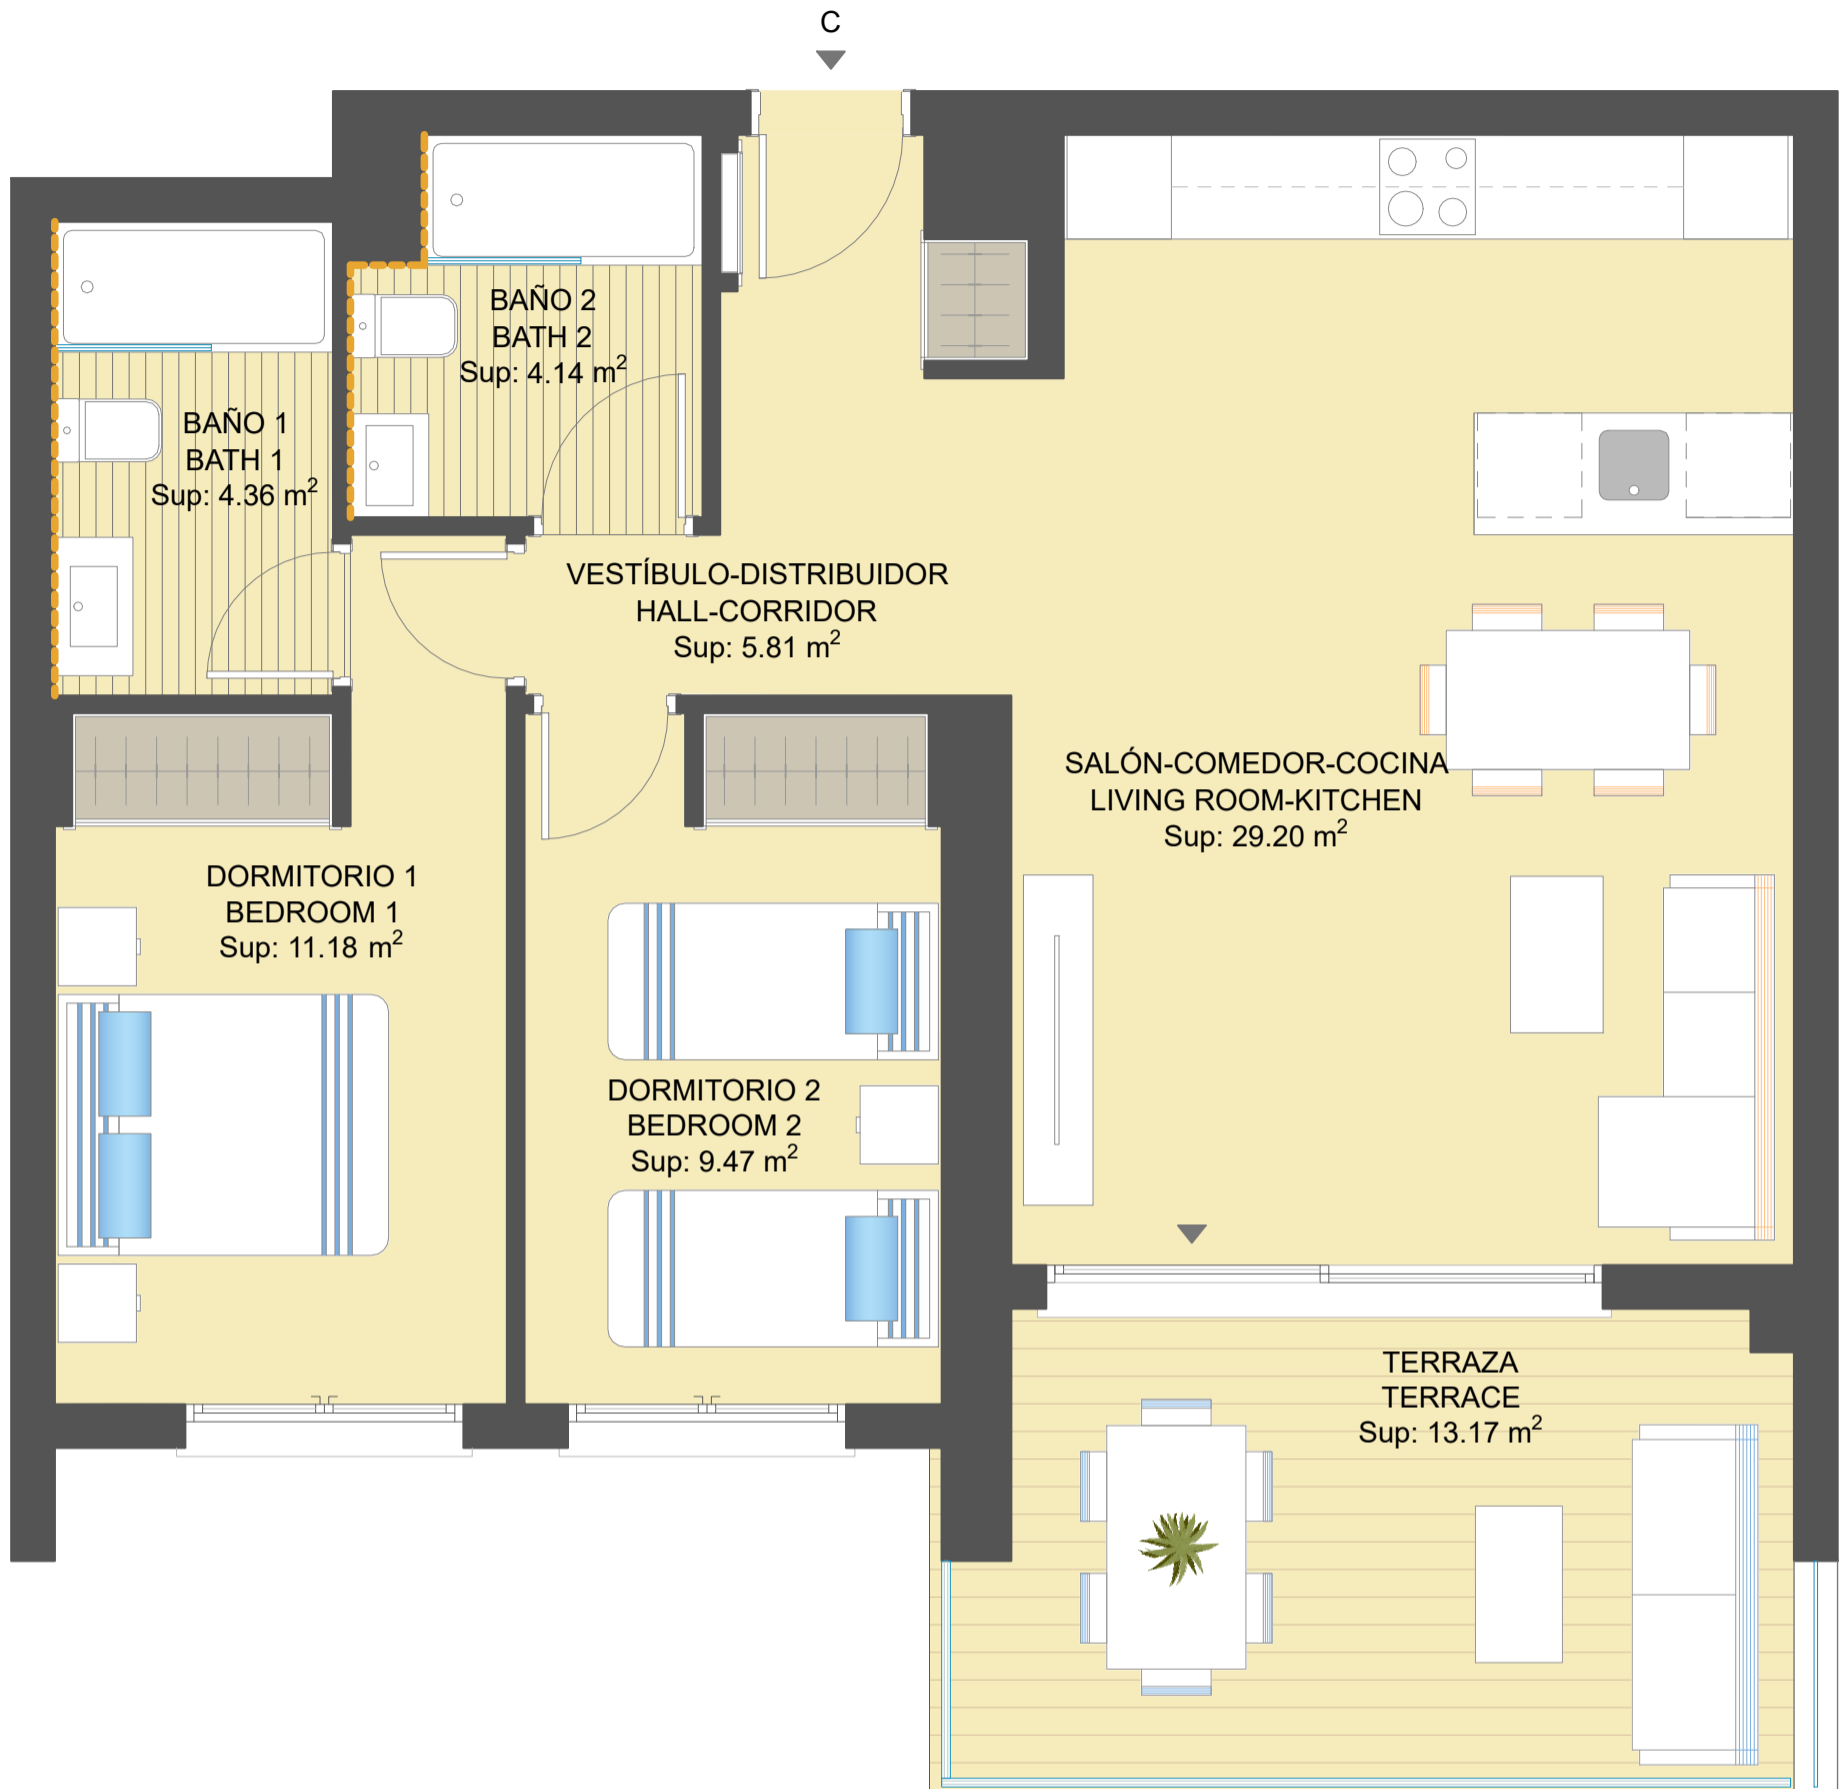 C
BAÑO 2
BATH 2
Sup: 4.14 m²
BAÑO 1
BATH 1
Sup: 4.36 m²
VESTÍBULO-DISTRIBUIDOR
HALL-CORRIDOR
Sup: 5.81 m²
SALÓN-COMEDOR-COCINA
LIVING ROOM-KITCHEN
Sup: 29.20 m²
DORMITORIO 1
BEDROOM 1
Sup: 11.18 m²
DORMITORIO 2
BEDROOM 2
Sup: 9.47 m²
TERRAZA
TERRACE
Sup: 13.17 m²